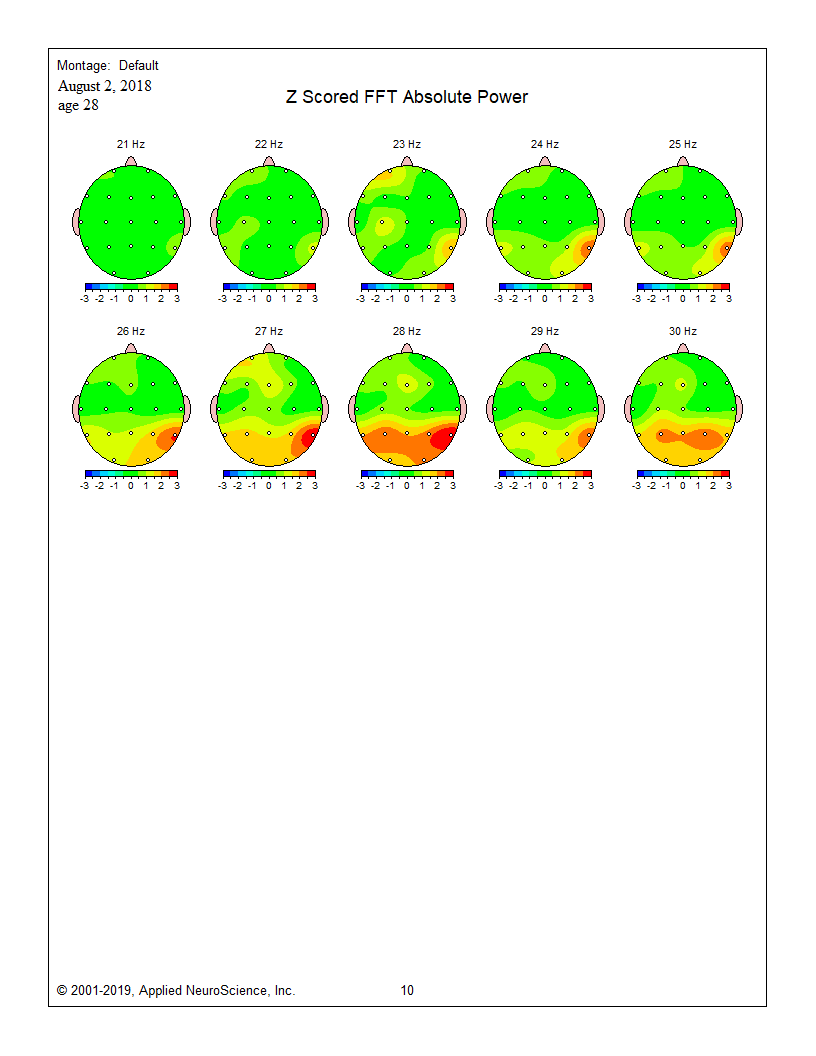 Montage: Default
August 2, 2018
age 28
Z Scored FFT Absolute Power
21 Hz 22 Hz 23 Hz 24 Hz 25 Hz
-3 -2 -1 0 1 2 3 -3 -2 -1 0 1 2 3 -3 -2 -1 0 1 2 3 -3 -2 -1 0 1 2 3 -3 -2 -1 0 1 2 3
26 Hz 27 Hz 28 Hz 29 Hz 30 Hz
-3 -2 -1 0 1 2 3 -3 -2 -1 0 1 2 3 -3 -2 -1 0 1 2 3 -3 -2 -1 0 1 2 3 -3 -2 -1 0 1 2 3
© 2001-2019, Applied NeuroScience, Inc. 10